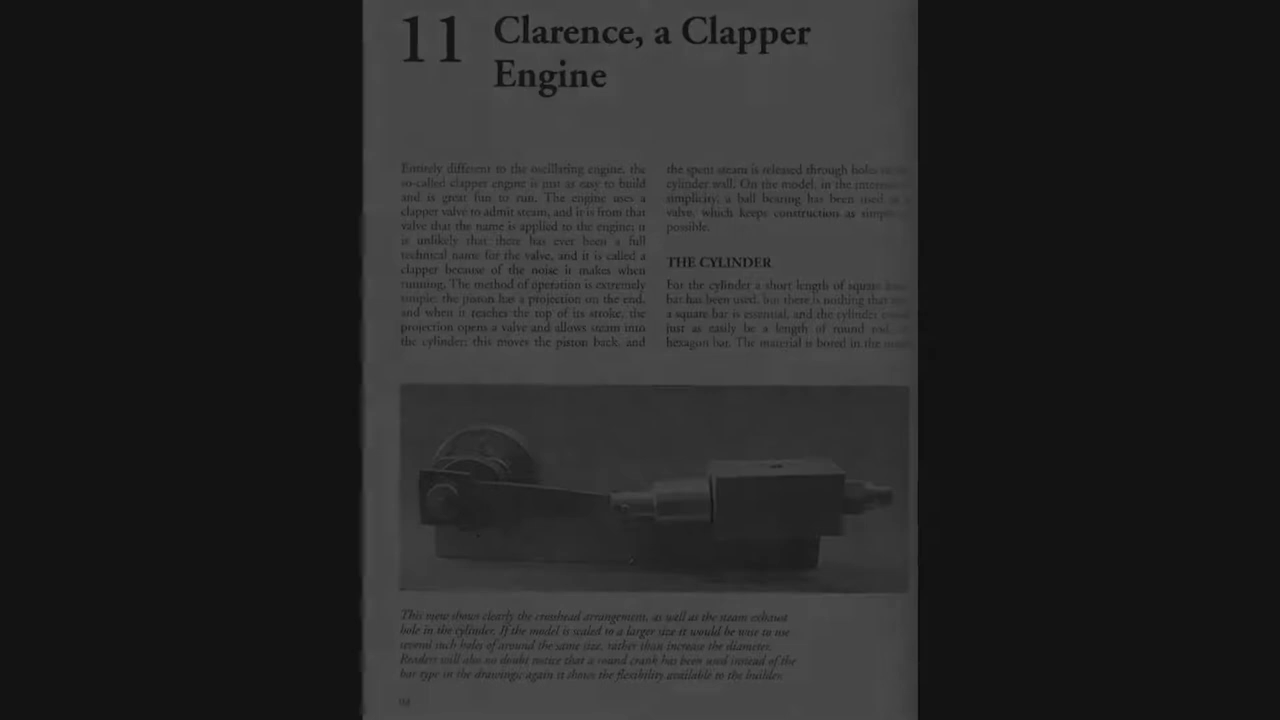 11
Clarence, a Clapper
Engine
Entirely different to the oscillating engine, the
so-called clapper engine is just as easy to build
and is great fun to run. The engine uses a
clapper valve to admit steam, and it is from that
valve that the name is applied to the engine; it
is unlikely that there has ever been a full
technical name for the valve, and it is called a
clapper because of the noise it makes when
running. The method of operation is extremely
simple: the piston has a projection on the end,
and when it reaches the top of its stroke, the
projection opens a valve and allows steam into
the cylinder; this moves the piston back, and
the spent steam is released through holes
cylinder wall. On the model, in the
simplicity, a ball bearing has been used
valve, which keeps construction as
possible.
THE CYLINDER
For the cylinder a short length of square
bar has been used, but there is nothing that
a square bar is essential, and the cylinder
just as easily be a length of round
hexagon bar. The material is bored in the
This view shows clearly the crosshead arrangement, as well as the steam exhaust
hole in the cylinder. If the model is scaled to a larger size it would be wise to use
several such holes of around the same size, rather than increase the diameter.
Readers will also no doubt notice that a round crank has been used instead of the
bar type in the drawings; again it shows the flexibility available to the builder.